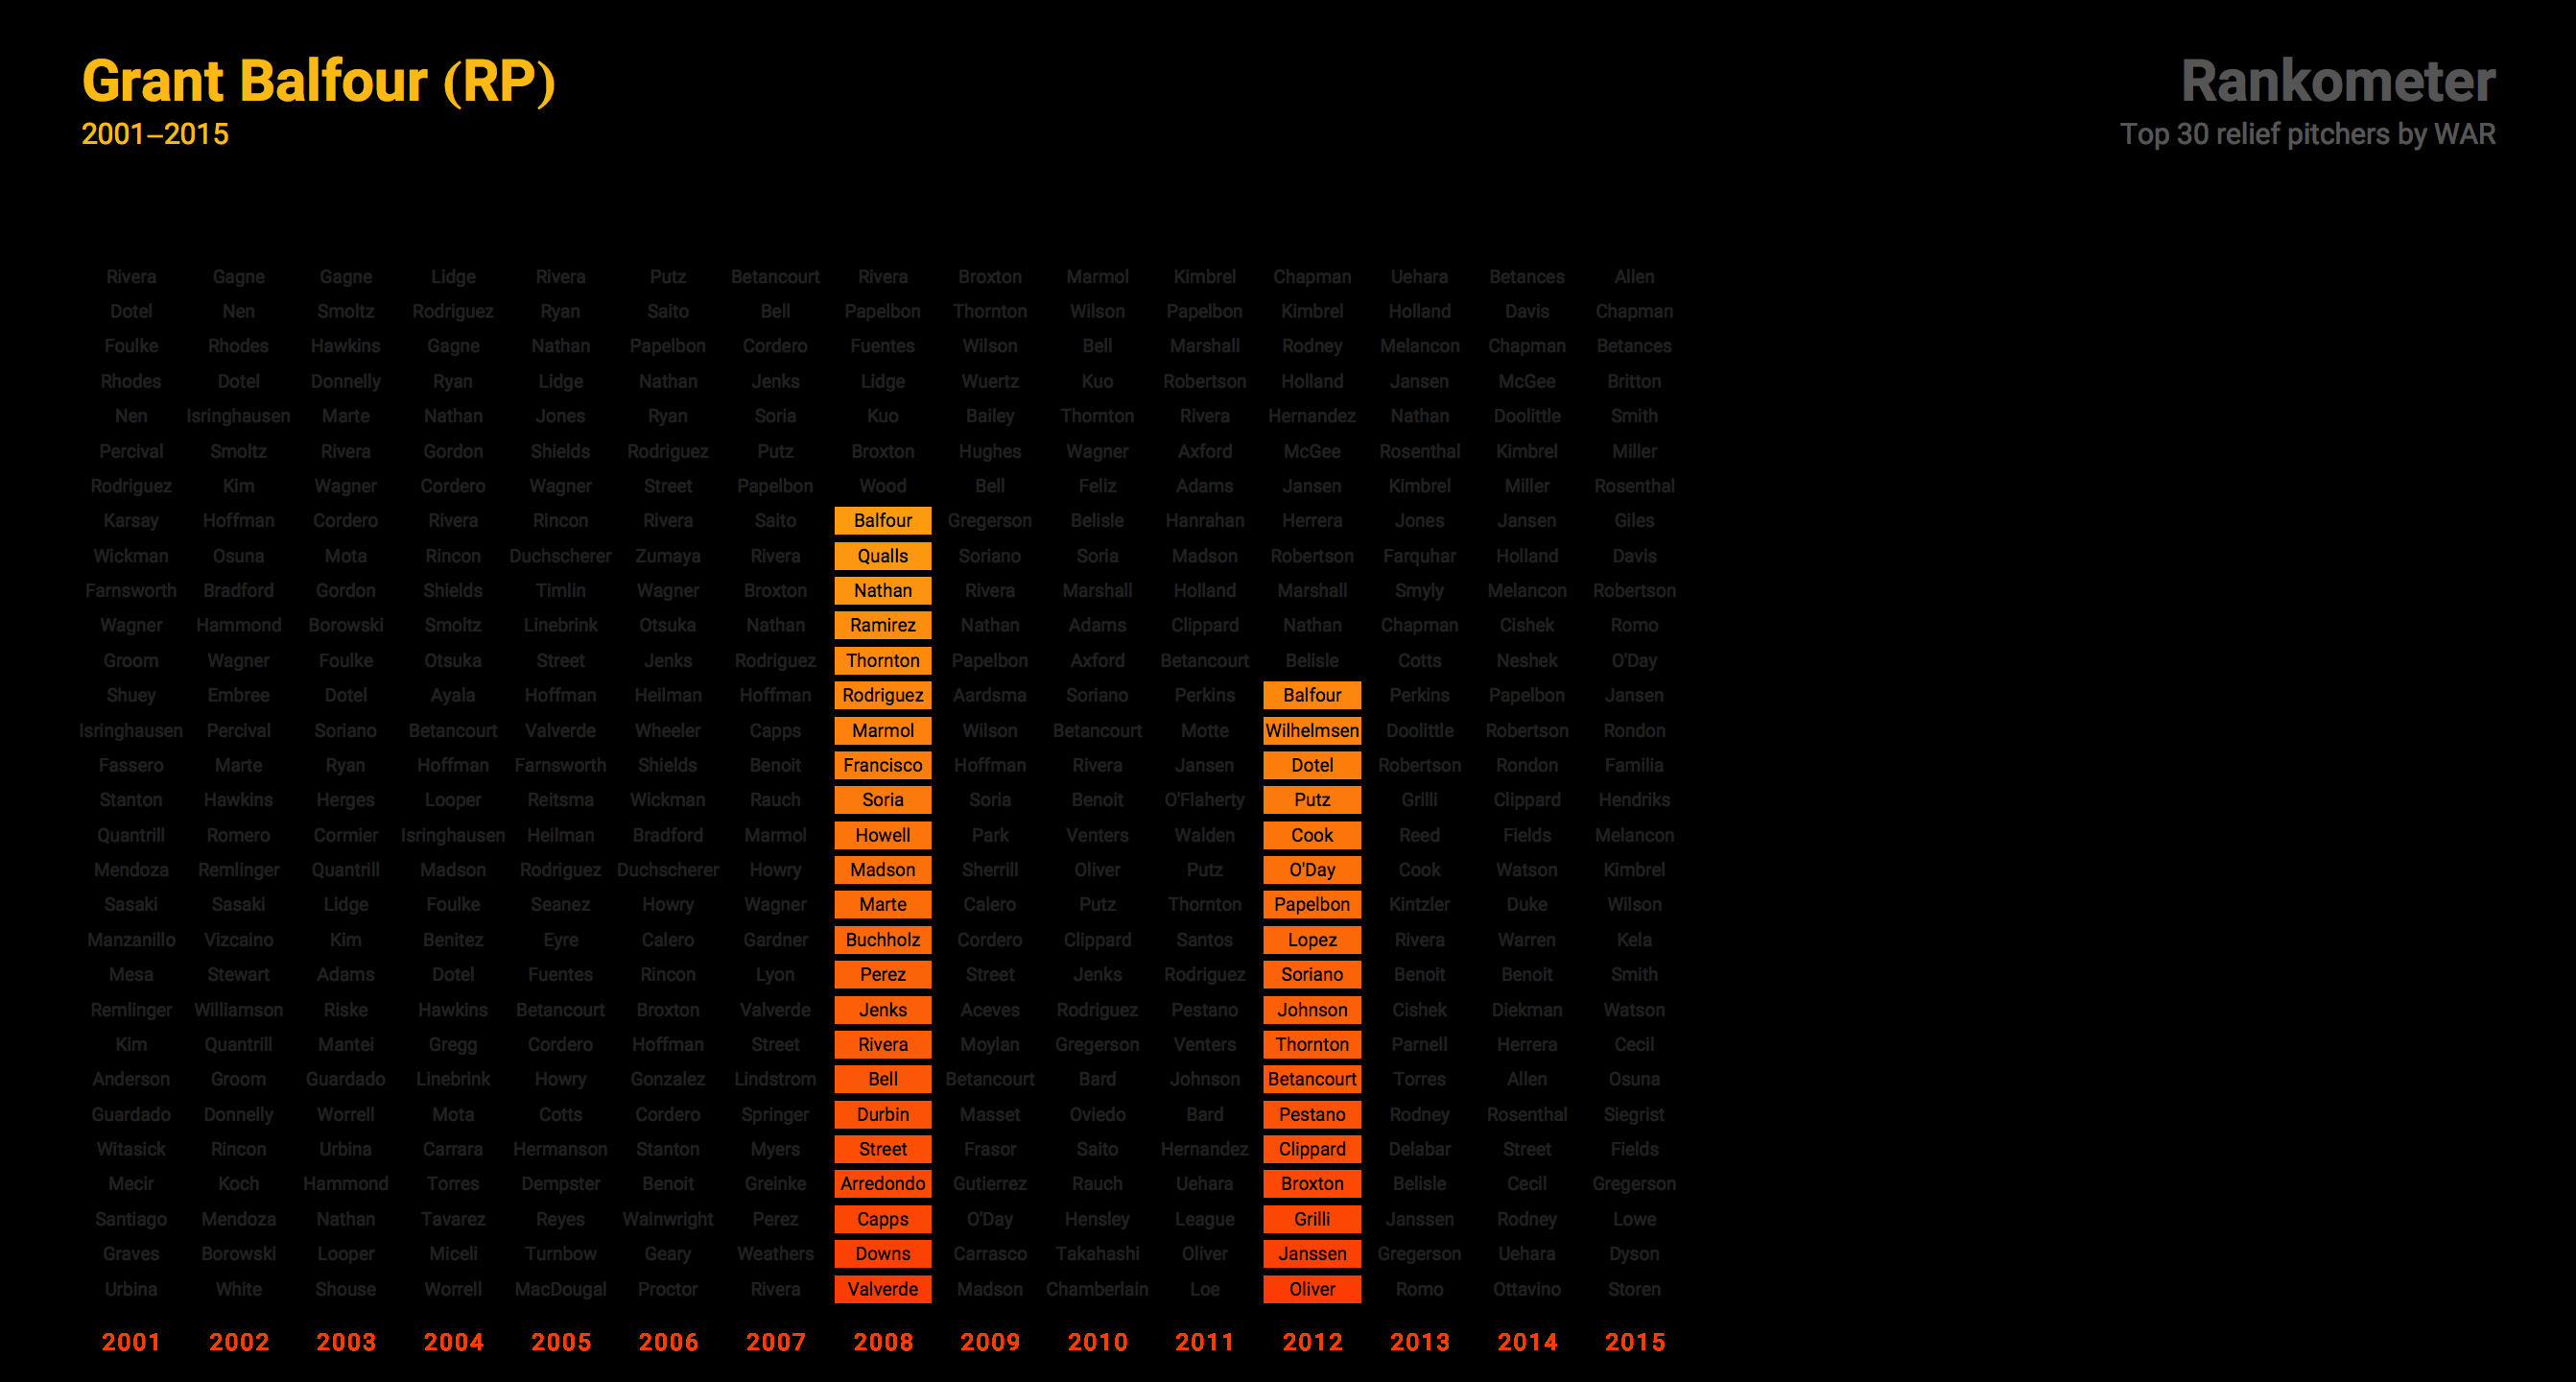 Grant Balfour (RP)
2001–2015
Rankometer
Top 30 relief pitchers by WAR
Rivera Gagne Gagne Lidge Rivera Putz Betancourt Rivera Broxton Marmol Kimbrel Chapman Uehara Betances Allen
Dotel Nen Smoltz Rodriguez Ryan Saito Bell Papelbon Thornton Wilson Papelbon Kimbrel Holland Davis Chapman
Foulke Rhodes Hawkins Gagne Nathan Papelbon Cordero Fuentes Wilson Bell Marshall Rodney Melancon Chapman Betances
Rhodes Dotel Donnelly Ryan Lidge Nathan Jenks Lidge Wuertz Kuo Robertson Holland Jansen McGee Britton
Nen Isringhausen Marte Nathan Jones Ryan Soria Kuo Bailey Thornton Rivera Hernandez Nathan Doolittle Smith
Percival Smoltz Rivera Gordon Shields Rodriguez Putz Broxton Hughes Wagner Axford McGee Rosenthal Kimbrel Miller
Rodriguez Kim Wagner Cordero Wagner Street Papelbon Wood Bell Feliz Adams Jansen Kimbrel Miller Rosenthal
Karsay Hoffman Cordero Rivera Rincon Rivera Saito Balfour Gregerson Belisle Hanrahan Herrera Jones Jansen Giles
Wickman Osuna Mota Rincon Duchscherer Zumaya Rivera Qualls Soriano Soria Madson Robertson Farquhar Holland Davis
Farnsworth Bradford Gordon Shields Timlin Wagner Broxton Nathan Rivera Marshall Holland Marshall Smyly Melancon Robertson
Wagner Hammond Borowski Smoltz Linebrink Otsuka Nathan Ramirez Nathan Adams Clippard Nathan Chapman Cishek Romo
Groom Wagner Foulke Otsuka Street Jenks Rodriguez Thornton Papelbon Axford Betancourt Belisle Cotts Neshek O'Day
Shuey Embree Dotel Ayala Hoffman Heilman Hoffman Rodriguez Aardsma Soriano Perkins Balfour Perkins Papelbon Jansen
Isringhausen Percival Soriano Betancourt Valverde Wheeler Capps Marmol Wilson Betancourt Motte Wilhelmsen Doolittle Robertson Rondon
Fassero Marte Ryan Hoffman Farnsworth Shields Benoit Francisco Hoffman Rivera Jansen Dotel Robertson Rondon Familia
Stanton Hawkins Herges Looper Reitsma Wickman Rauch Soria Soria Benoit O'Flaherty Putz Grilli Clippard Hendriks
Quantrill Romero Cormier Isringhausen Heilman Bradford Marmol Howell Park Venters Walden Cook Reed Fields Melancon
Mendoza Remlinger Quantrill Madson Rodriguez Duchscherer Howry Madson Sherrill Oliver Putz O'Day Cook Watson Kimbrel
Sasaki Sasaki Lidge Foulke Seanez Howry Wagner Marte Calero Putz Thornton Papelbon Kintzler Duke Wilson
Manzanillo Vizcaino Kim Benitez Eyre Calero Gardner Buchholz Cordero Clippard Santos Lopez Rivera Warren Kela
Mesa Stewart Adams Dotel Fuentes Rincon Lyon Perez Street Jenks Rodriguez Soriano Benoit Benoit Smith
Remlinger Williamson Riske Hawkins Betancourt Broxton Valverde Jenks Aceves Rodriguez Pestano Johnson Cishek Diekman Watson
Kim Quantrill Mantei Gregg Cordero Hoffman Street Rivera Moylan Gregerson Venters Thornton Parnell Herrera Cecil
Anderson Groom Guardado Linebrink Howry Gonzalez Lindstrom Bell Betancourt Bard Johnson Betancourt Torres Allen Osuna
Guardado Donnelly Worrell Mota Cotts Cordero Springer Durbin Masset Oviedo Bard Pestano Rodney Rosenthal Siegrist
Witasick Rincon Urbina Carrara Hermanson Stanton Myers Street Frasor Saito Hernandez Clippard Delabar Street Fields
Mecir Koch Hammond Torres Dempster Benoit Greinke Arredondo Gutierrez Rauch Uehara Broxton Belisle Cecil Gregerson
Santiago Mendoza Nathan Tavarez Reyes Wainwright Perez Capps O'Day Hensley League Grilli Janssen Rodney Lowe
Graves Borowski Looper Miceli Turnbow Geary Weathers Downs Carrasco Takahashi Oliver Janssen Gregerson Uehara Dyson
Urbina White Shouse Worrell MacDougal Proctor Rivera Valverde Madson Chamberlain Loe Oliver Romo Ottavino Storen
2001 2002 2003 2004 2005 2006 2007 2008 2009 2010 2011 2012 2013 2014 2015